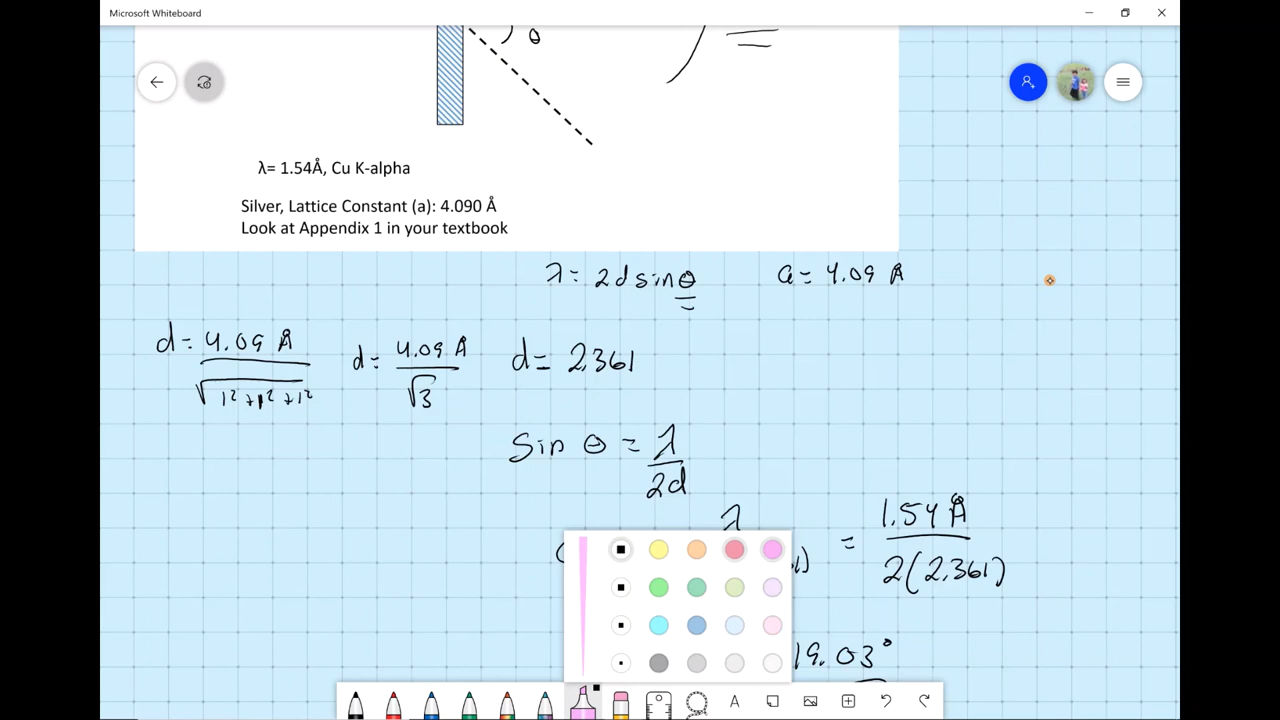 Microsoft Whiteboard
θ
λ= 1.54Å, Cu K-alpha
Silver, Lattice Constant (a): 4.090 Å
Look at Appendix 1 in your textbook
λ = 2d sinθ
a = 4.09 Å
d = 4.09 Å / √1²+1²+1²
d = 4.09 Å / √3
d = 2.361
Sin θ = λ / 2d
λ
= 1.54 Å / 2(2.361)
19.03°
A